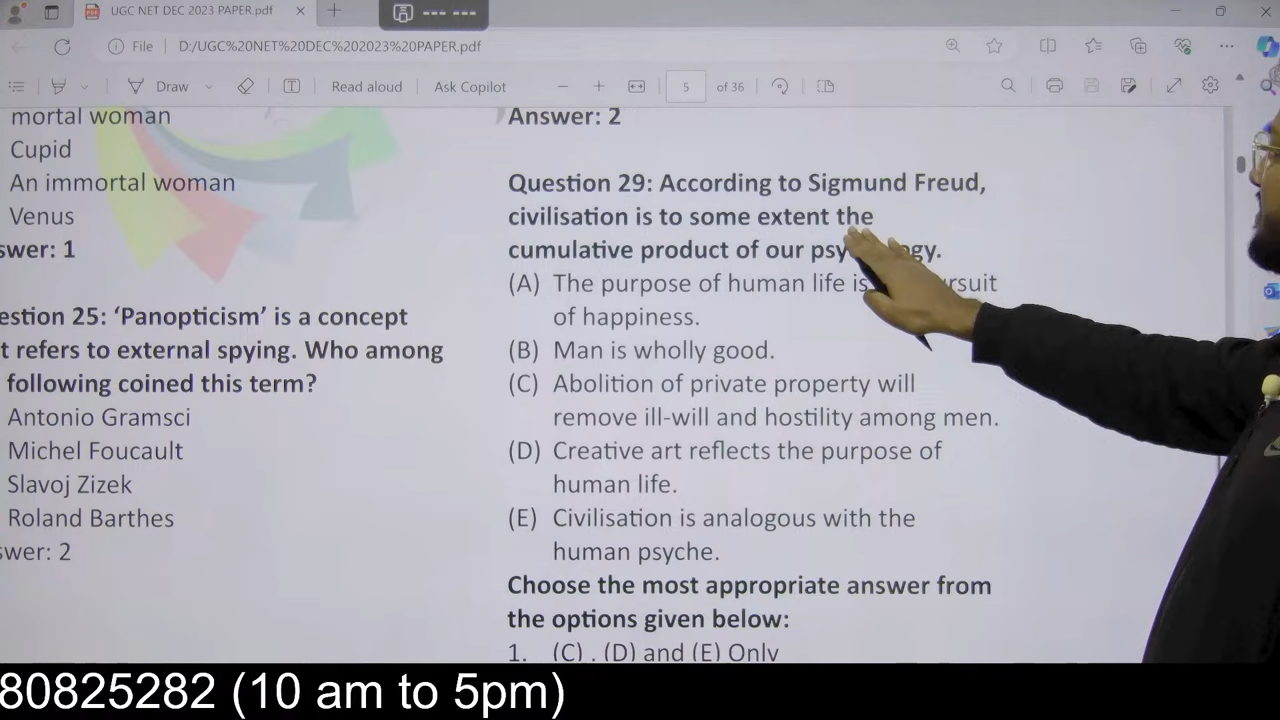 UGC NET DEC 2023 PAPER.pdf
File
D:/UGC%20NET%20DEC%202023%20PAPER.pdf
Draw
Read aloud
Ask Copilot
5
of 36
mortal woman
Cupid
An immortal woman
Venus
swer: 1
estion 25: ‘Panopticism’ is a concept
t refers to external spying. Who among
following coined this term?
Antonio Gramsci
Michel Foucault
Slavoj Zizek
Roland Barthes
swer: 2
Answer: 2
Question 29: According to Sigmund Freud,
civilisation is to some extent the
cumulative product of our
(A) The purpose of human life is
of happiness.
(B) Man is wholly good.
(C) Abolition of private property will
remove ill-will and hostility among men.
(D) Creative art reflects the purpose of
human life.
(E) Civilisation is analogous with the
human psyche.
Choose the most appropriate answer from
the options given below:
1. (C) . (D) and (E) Only
80825282 (10 am to 5pm)